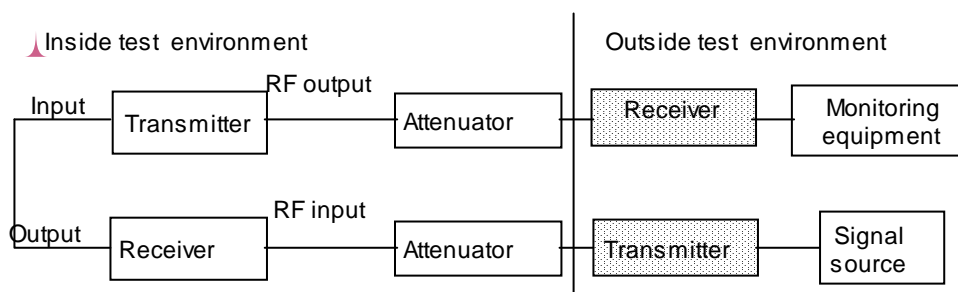 Inside test environment
Outside test environment
RF output
Input
Transmitter
Attenuator
Receiver
Monitoring
equipment
RF input
Output
Receiver
Attenuator
Transmitter
Signal
source